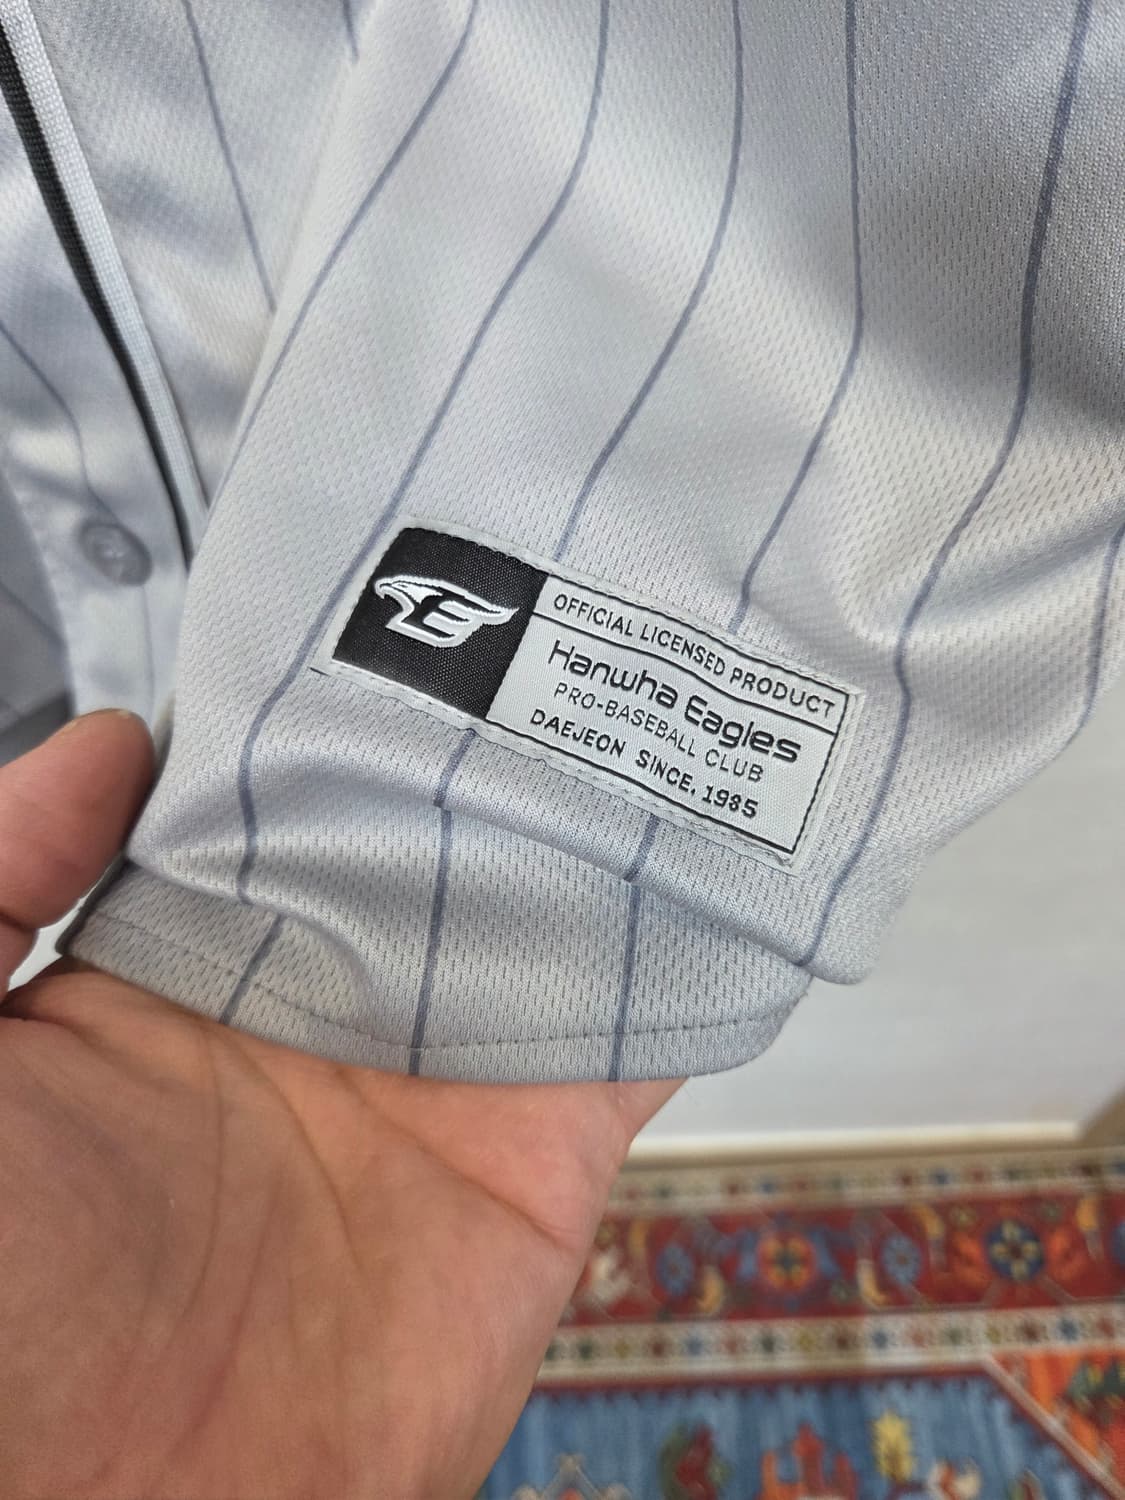 E
OFFICIAL LICENSED PRODUCT
Hanwha Eagles
PRO-BASEBALL CLUB
DAEJEON SINCE, 1985